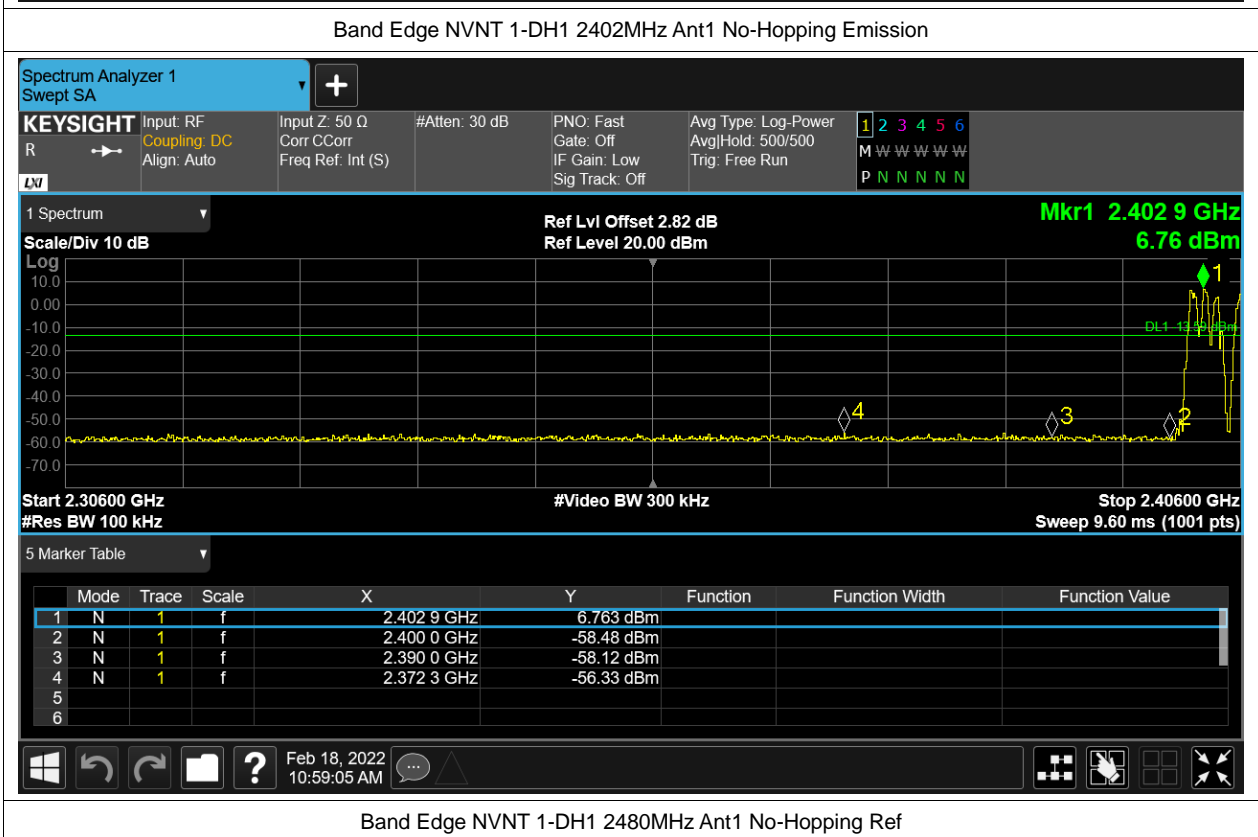 Band Edge NVNT 1-DH1 2402MHz Ant1 No-Hopping Emission
Spectrum Analyzer 1
Swept SA
+
KEYSIGHT
R
LXI
Input: RF
Coupling: DC
Align: Auto
Input Z: 50 Ω
Corr CCorr
Freq Ref: Int (S)
#Atten: 30 dB
PNO: Fast
Gate: Off
IF Gain: Low
Sig Track: Off
Avg Type: Log-Power
Avg|Hold: 500/500
Trig: Free Run
1 2 3 4 5 6
M W W W W W
P N N N N N
1 Spectrum
Scale/Div 10 dB
Ref Lvl Offset 2.82 dB
Ref Level 20.00 dBm
Mkr1 2.402 9 GHz
6.76 dBm
Log
10.0
0.00
-10.0
-20.0
-30.0
-40.0
-50.0
-60.0
-70.0
1
4
3
2
Start 2.30600 GHz
#Res BW 100 kHz
#Video BW 300 kHz
Stop 2.40600 GHz
Sweep 9.60 ms (1001 pts)
5 Marker Table
Mode Trace Scale X Y Function Function Width Function Value
1 N 1 f 2.402 9 GHz 6.763 dBm
2 N 1 f 2.400 0 GHz -58.48 dBm
3 N 1 f 2.390 0 GHz -58.12 dBm
4 N 1 f 2.372 3 GHz -56.33 dBm
5
6
?
Feb 18, 2022
10:59:05 AM
Band Edge NVNT 1-DH1 2480MHz Ant1 No-Hopping Ref